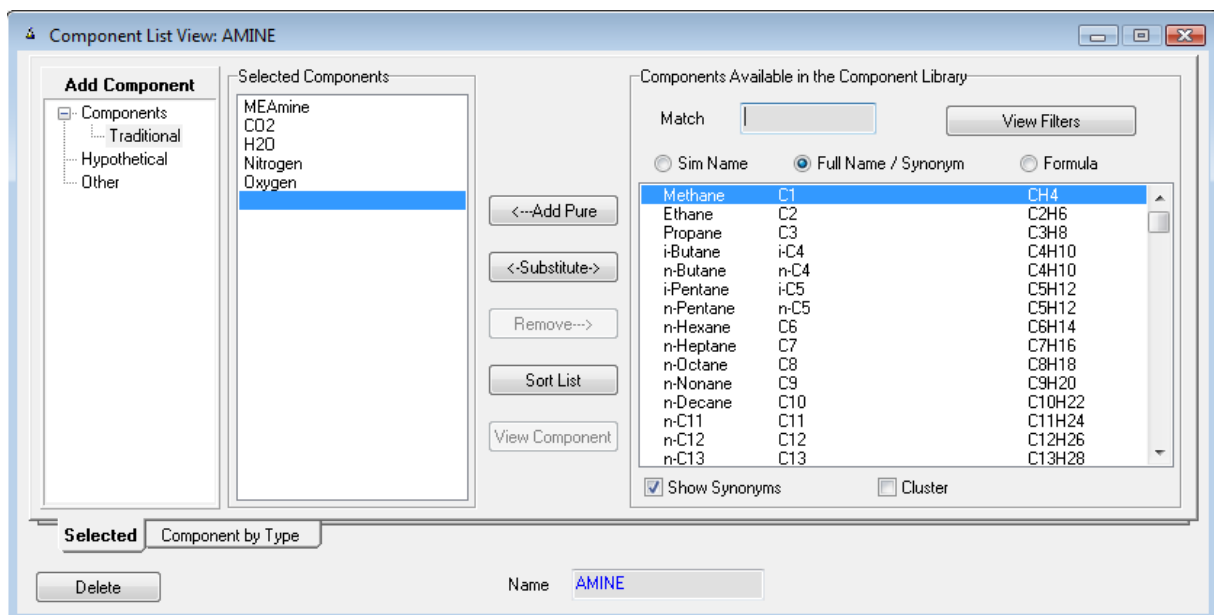 Component List View: AMINE
Add Component
Components
Traditional
Hypothetical
Other
Selected Components
MEAmine
CO2
H2O
Nitrogen
Oxygen
<---Add Pure
<-Substitute->
Remove--->
Sort List
View Component
Components Available in the Component Library
Match
View Filters
Sim Name Full Name / Synonym Formula
Methane C1 CH4
Ethane C2 C2H6
Propane C3 C3H8
i-Butane i-C4 C4H10
n-Butane n-C4 C4H10
i-Pentane i-C5 C5H12
n-Pentane n-C5 C5H12
n-Hexane C6 C6H14
n-Heptane C7 C7H16
n-Octane C8 C8H18
n-Nonane C9 C9H20
n-Decane C10 C10H22
n-C11 C11 C11H24
n-C12 C12 C12H26
n-C13 C13 C13H28
Show Synonyms Cluster
Selected Component by Type
Delete
Name AMINE